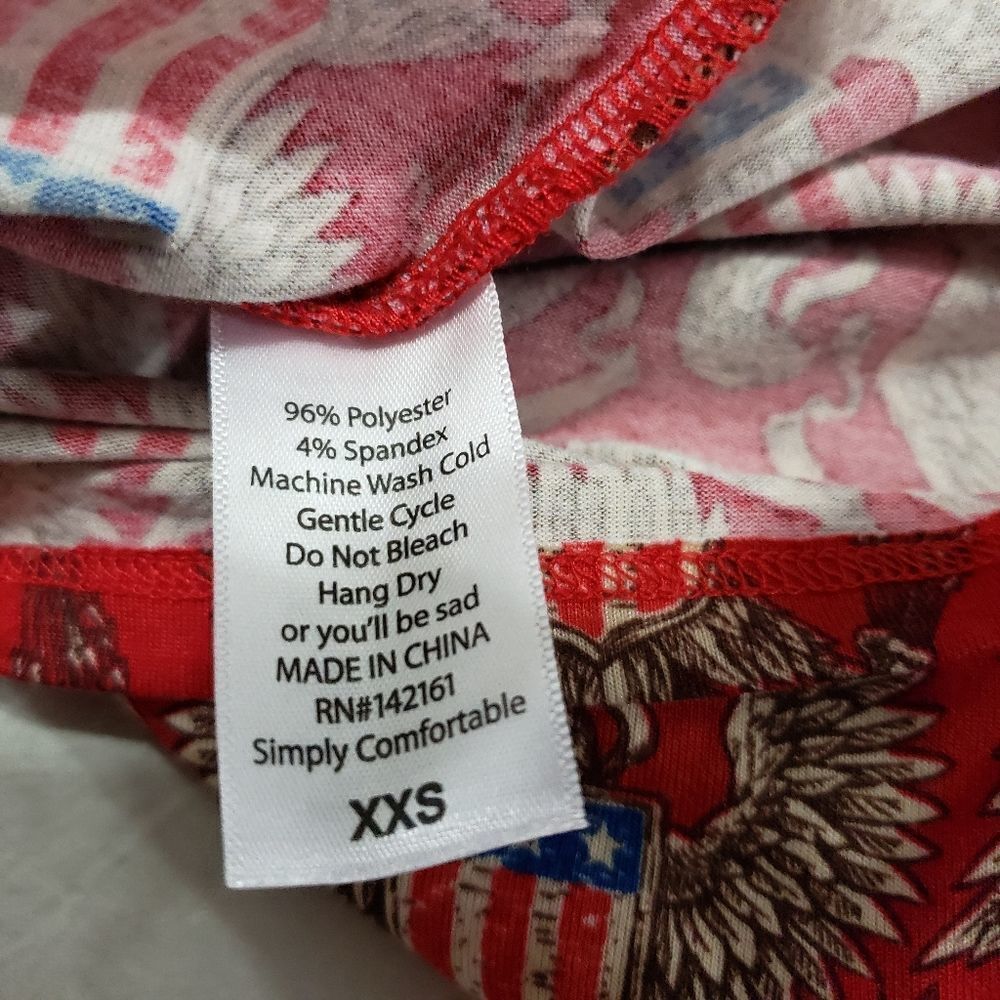 96% Polyester
4% Spandex
Machine Wash Cold
Gentle Cycle
Do Not Bleach
Hang Dry
or you'll be sad
MADE IN CHINA
RN#142161
Simply Comfortable
XXS